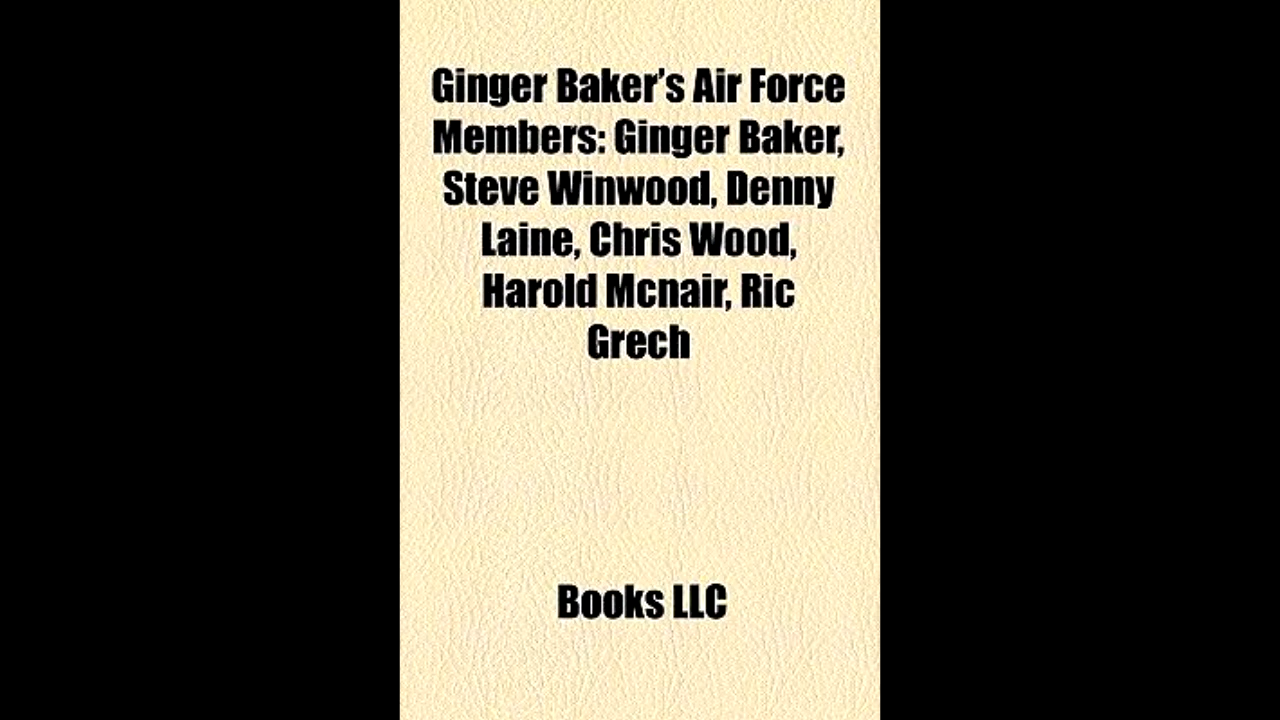 Ginger Baker's Air Force
Members: Ginger Baker,
Steve Winwood, Denny
Laine, Chris Wood,
Harold Mcnair, Ric
Grech
Books LLC